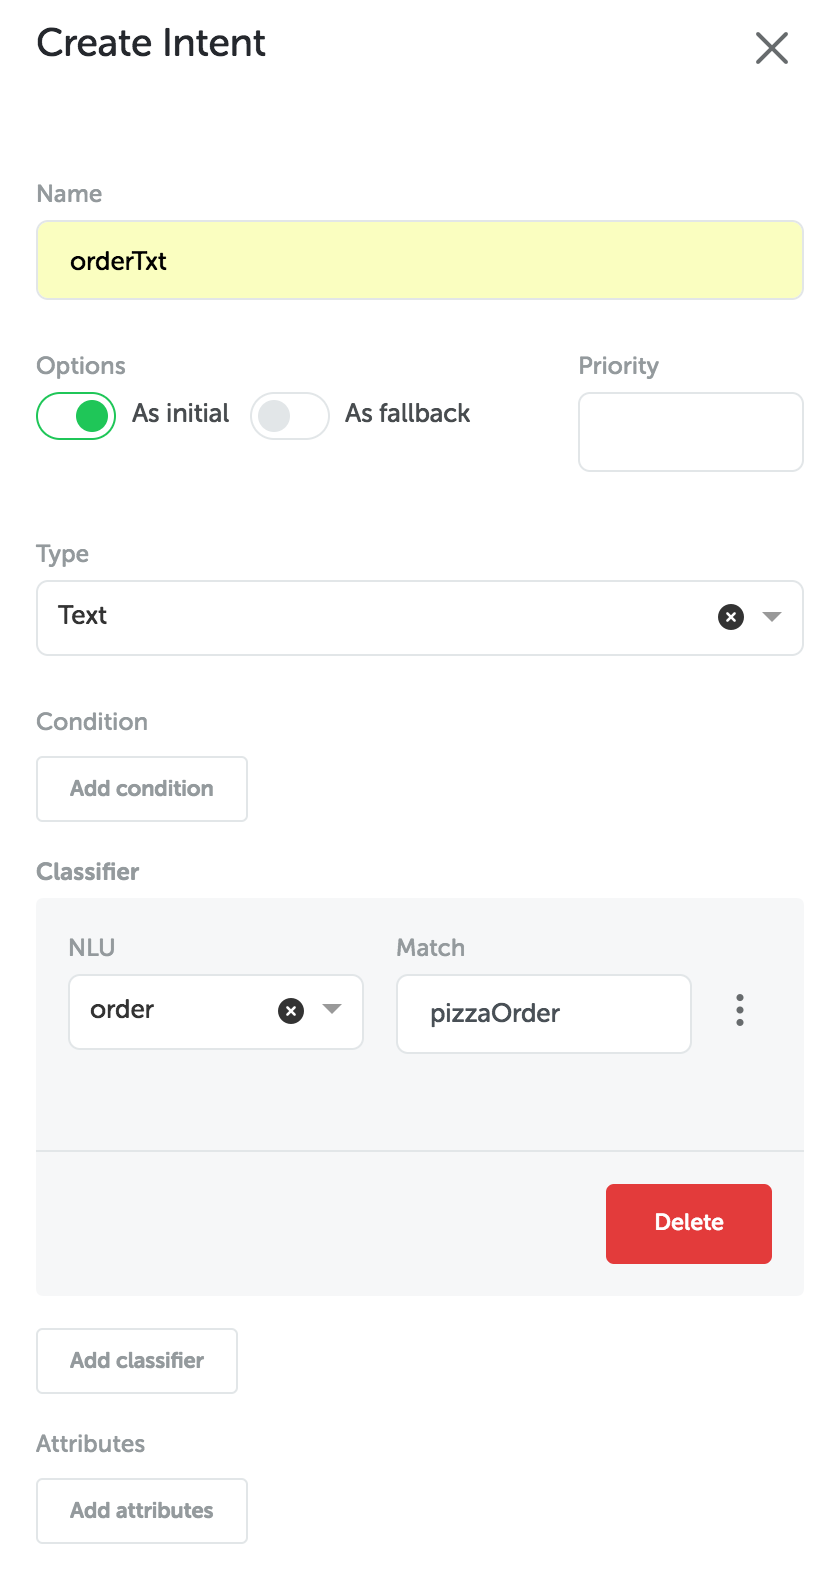 Create Intent
Name
orderTxt
Options
Priority
As initial
As fallback
Type
Text
Condition
Add condition
Classifier
NLU
Match
order
pizzaOrder
Delete
Add classifier
Attributes
Add attributes